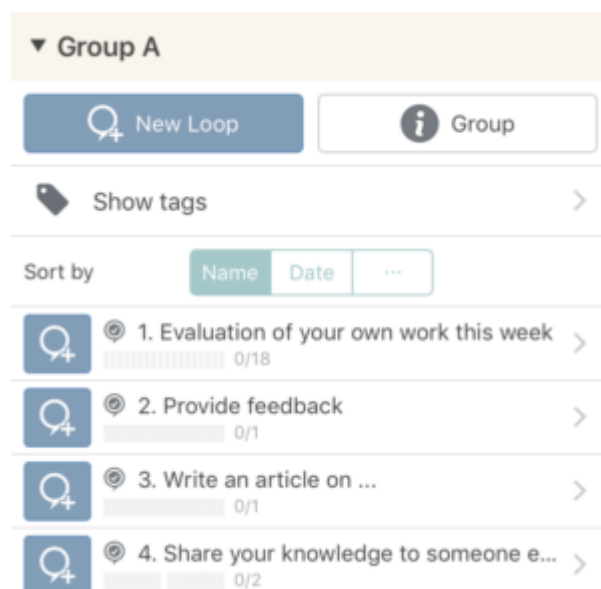 Group A
New Loop
Group
Show tags
Sort by
Name
Date
...
1. Evaluation of your own work this week
0/18
2. Provide feedback
0/1
3. Write an article on ...
0/1
4. Share your knowledge to someone e...
0/2